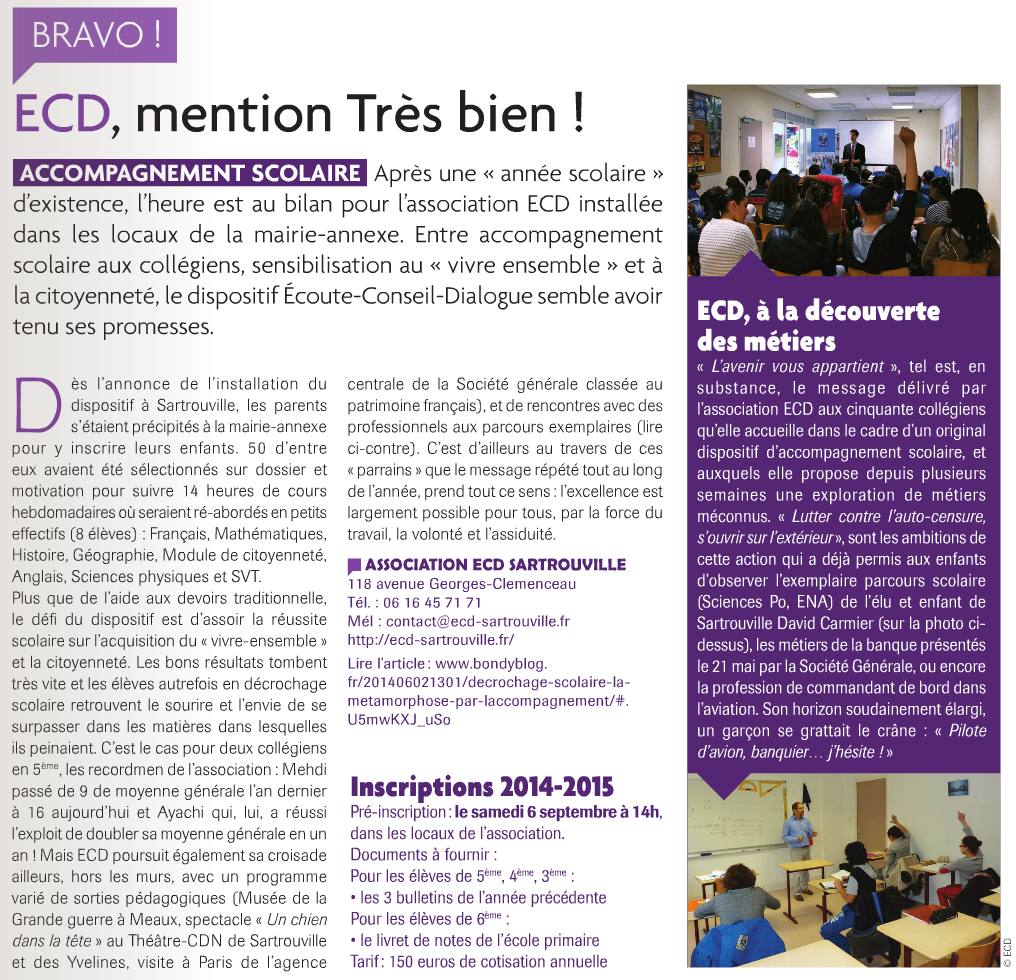 BRAVO !
ECD, mention Très bien !
ACCOMPAGNEMENT SCOLAIRE Après une « année scolaire »
d’existence, l’heure est au bilan pour l’association ECD installée
dans les locaux de la mairie-annexe. Entre accompagnement
scolaire aux collégiens, sensibilisation au « vivre ensemble » et à
la citoyenneté, le dispositif Écoute-Conseil-Dialogue semble avoir
tenu ses promesses.
Dès l’annonce de l’installation du
dispositif à Sartrouville, les parents
s’étaient précipités à la mairie-annexe
pour y inscrire leurs enfants. 50 d’entre
eux avaient été sélectionnés sur dossier et
motivation pour suivre 14 heures de cours
hebdomadaires où seraient ré-abordés en petits
effectifs (8 élèves) : Français, Mathématiques,
Histoire, Géographie, Module de citoyenneté,
Anglais, Sciences physiques et SVT.
Plus que de l’aide aux devoirs traditionnelle,
le défi du dispositif est d’assoir la réussite
scolaire sur l’acquisition du « vivre-ensemble »
et la citoyenneté. Les bons résultats tombent
très vite et les élèves autrefois en décrochage
scolaire retrouvent le sourire et l’envie de se
surpasser dans les matières dans lesquelles
ils peinaient. C’est le cas pour deux collégiens
en 5ème, les recordmen de l’association : Mehdi
passé de 9 de moyenne générale l’an dernier
à 16 aujourd’hui et Ayachi qui, lui, a réussi
l’exploit de doubler sa moyenne générale en un
an ! Mais ECD poursuit également sa croisade
ailleurs, hors les murs, avec un programme
varié de sorties pédagogiques (Musée de la
Grande guerre à Meaux, spectacle « Un chien
dans la tête » au Théâtre-CDN de Sartrouville
et des Yvelines, visite à Paris de l’agence
centrale de la Société générale classée au
patrimoine français), et de rencontres avec des
professionnels aux parcours exemplaires (lire
ci-contre). C’est d’ailleurs au travers de ces
« parrains » que le message répété tout au long
de l’année, prend tout ce sens : l’excellence est
largement possible pour tous, par la force du
travail, la volonté et l’assiduité.
ASSOCIATION ECD SARTROUVILLE
118 avenue Georges-Clemenceau
Tél. : 06 16 45 71 71
Mél : contact@ecd-sartrouville.fr
http://ecd-sartrouville.fr/
Lire l’article : www.bondyblog.
fr/201406021301/decrochage-scolaire-la-
metamorphose-par-laccompagnement/#.
U5mwKXJ_uSo
Inscriptions 2014-2015
Pré-inscription : le samedi 6 septembre à 14h,
dans les locaux de l’association.
Documents à fournir :
Pour les élèves de 5ème, 4ème, 3ème :
• les 3 bulletins de l’année précédente
Pour les élèves de 6ème :
• le livret de notes de l’école primaire
Tarif : 150 euros de cotisation annuelle
ECD, à la découverte
des métiers
« L’avenir vous appartient », tel est, en
substance, le message délivré par
l’association ECD aux cinquante collégiens
qu’elle accueille dans le cadre d’un original
dispositif d’accompagnement scolaire, et
auxquels elle propose depuis plusieurs
semaines une exploration de métiers
méconnus. « Lutter contre l’auto-censure,
s’ouvrir sur l’extérieur », sont les ambitions de
cette action qui a déjà permis aux enfants
d’observer l’exemplaire parcours scolaire
(Sciences Po, ENA) de l’élu et enfant de
Sartrouville David Carmier (sur la photo ci-
dessus), les métiers de la banque présentés
le 21 mai par la Société Générale, ou encore
la profession de commandant de bord dans
l’aviation. Son horizon soudainement élargi,
un garçon se grattait le crâne : « Pilote
d’avion, banquier… j’hésite ! »
© ECD